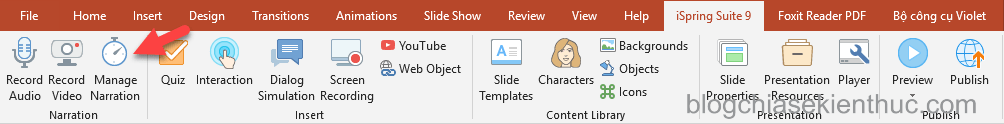 File Home Insert Design Transitions Animations Slide Show Review View Help iSpring Suite 9 Foxit Reader PDF Bộ công cụ Violet
Record Audio
Record Video
Manage Narration
Narration
Quiz
Interaction
Dialog Simulation
Screen Recording
YouTube
Web Object
Insert
Slide Templates
Characters
Backgrounds
Objects
Icons
Content Library
Slide Properties
Presentation Resources
Player
Presentation
Preview
Publish
Publish
blogchiasekienthuc.com